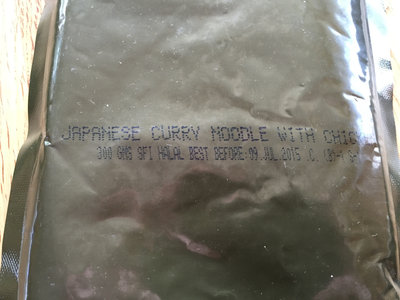 JAPANESE CURRY NOODLE WITH CHICK
300 GMS SFI HALAL BEST BEFORE:09.JUL.2015 .C.